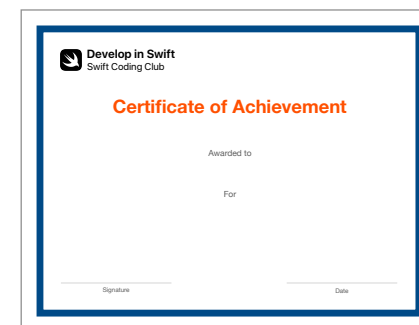 Develop in Swift
Swift Coding Club
Certificate of Achievement
Awarded to
For
Signature Date